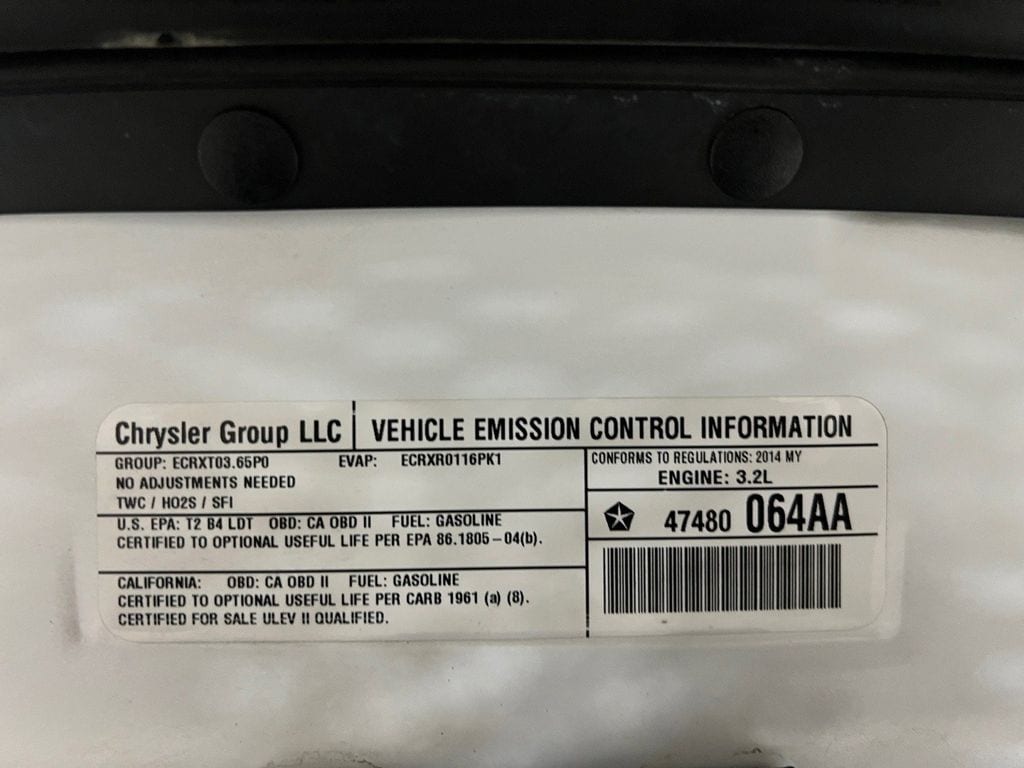 Chrysler Group LLC | VEHICLE EMISSION CONTROL INFORMATION
GROUP: ECRXT03.65P0 EVAP: ECRXR0116PK1
NO ADJUSTMENTS NEEDED
TWC / HO2S / SFI
U.S. EPA: T2 B4 LDT OBD: CA OBD II FUEL: GASOLINE
CERTIFIED TO OPTIONAL USEFUL LIFE PER EPA 86.1805–04(b).
CALIFORNIA: OBD: CA OBD II FUEL: GASOLINE
CERTIFIED TO OPTIONAL USEFUL LIFE PER CARB 1961 (a) (8).
CERTIFIED FOR SALE ULEV II QUALIFIED.
CONFORMS TO REGULATIONS: 2014 MY
ENGINE: 3.2L
47480 064AA